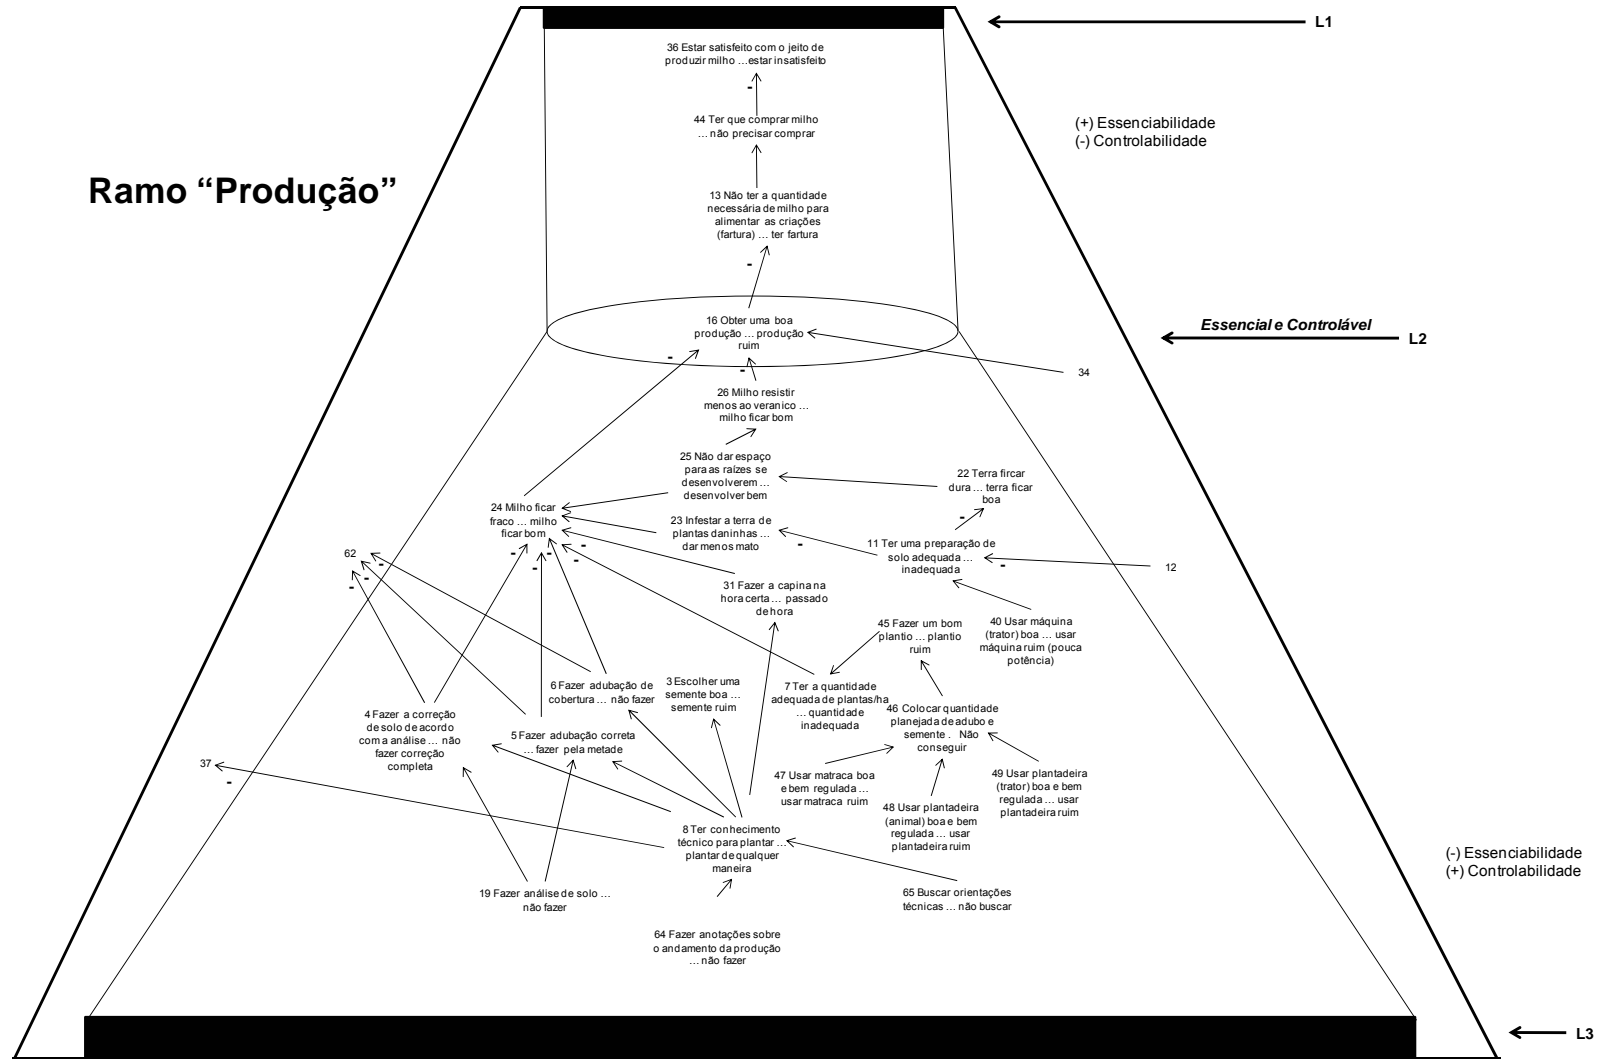 L1
36 Estar satisfeito com o jeito de
produzir milho ...estar insatisfeito
-
44 Ter que comprar milho
... não precisar comprar
(+) Essenciabilidade
(-) Controlabilidade
Ramo “Produção”
13 Não ter a quantidade
necessária de milho para
alimentar as criações
(fartura) ... ter fartura
-
16 Obter uma boa
produção ... produção
ruim
Essencial e Controlável
L2
-
-
34
26 Milho resistir
menos ao veranico ...
milho ficar bom
25 Não dar espaço
para as raízes se
desenvolverem ...
desenvolver bem
22 Terra fircar
dura ... terra ficar
boa
24 Milho ficar
fraco ... milho
ficar bom
23 Infestar a terra de
plantas daninhas ...
dar menos mato
-
-
11 Ter uma preparação de
solo adequada ...
inadequada
-
12
62
-
-
-
-
-
-
-
-
31 Fazer a capina na
hora certa ... passado
de hora
45 Fazer um bom
plantio ... plantio
ruim
40 Usar máquina
(trator) boa ... usar
máquina ruim (pouca
potência)
6 Fazer adubação de
cobertura ... não fazer
3 Escolher uma
semente boa ...
semente ruim
7 Ter a quantidade
adequada de plantas/ha
... quantidade
inadequada
4 Fazer a correção
de solo de acordo
com a análise ... não
fazer correção
completa
5 Fazer adubação correta
... fazer pela metade
46 Colocar quantidade
planejada de adubo e
semente . Não
conseguir
37
-
47 Usar matraca boa
e bem regulada ...
usar matraca ruim
48 Usar plantadeira
(animal) boa e bem
regulada ... usar
plantadeira ruim
49 Usar plantadeira
(trator) boa e bem
regulada ... usar
plantadeira ruim
8 Ter conhecimento
técnico para plantar ...
plantar de qualquer
maneira
(-) Essenciabilidade
(+) Controlabilidade
19 Fazer análise de solo ...
não fazer
65 Buscar orientações
técnicas ... não buscar
64 Fazer anotações sobre
o andamento da produção
... não fazer
L3